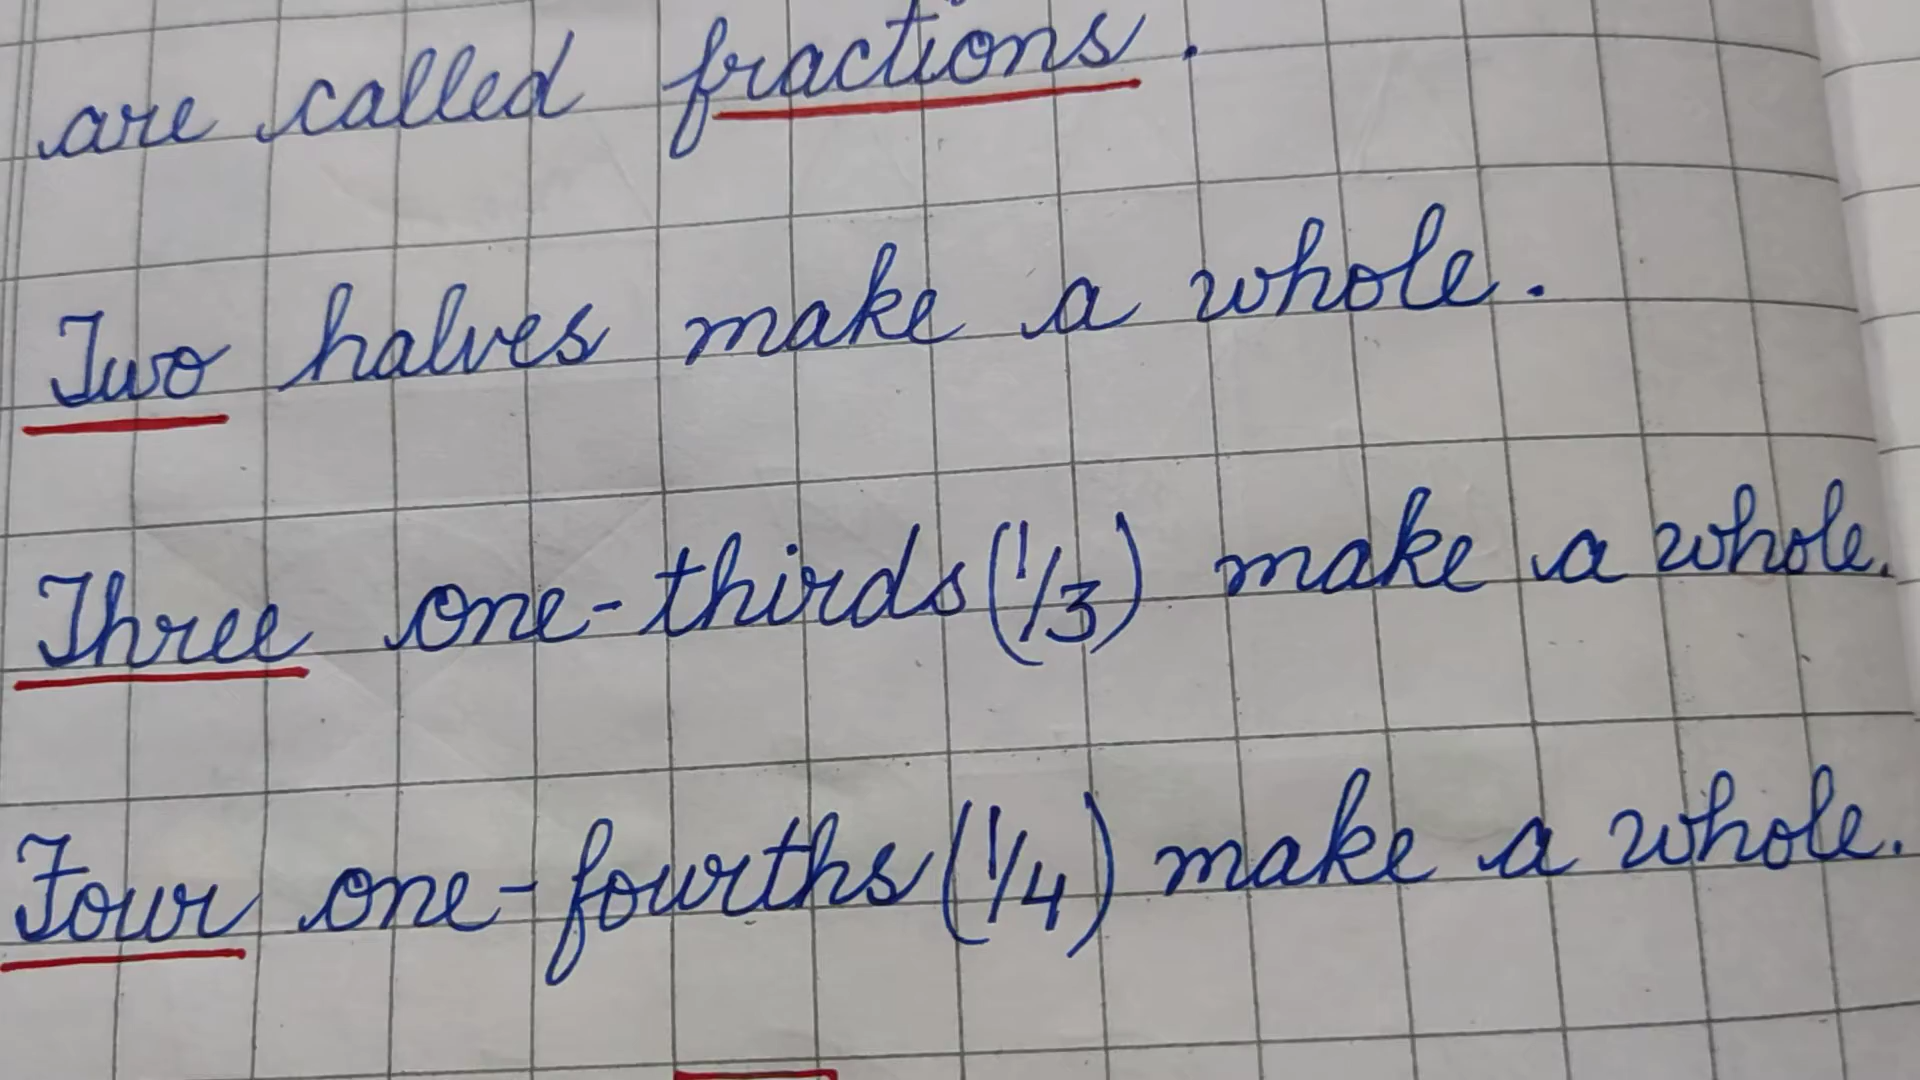 are called fractions.
Two halves make a whole.
Three one-thirds (1/3) make a whole.
Four one-fourths (1/4) make a whole.